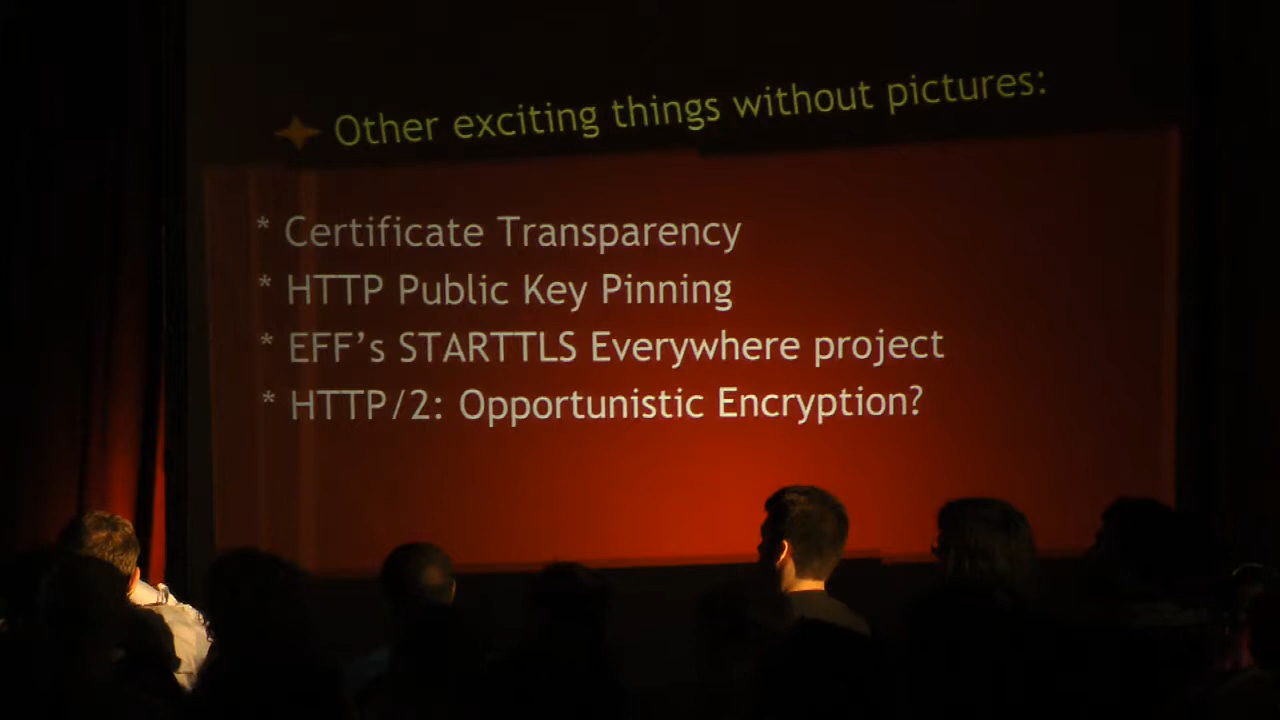 Other exciting things without pictures:
* Certificate Transparency
* HTTP Public Key Pinning
* EFF's STARTTLS Everywhere project
* HTTP/2: Opportunistic Encryption?